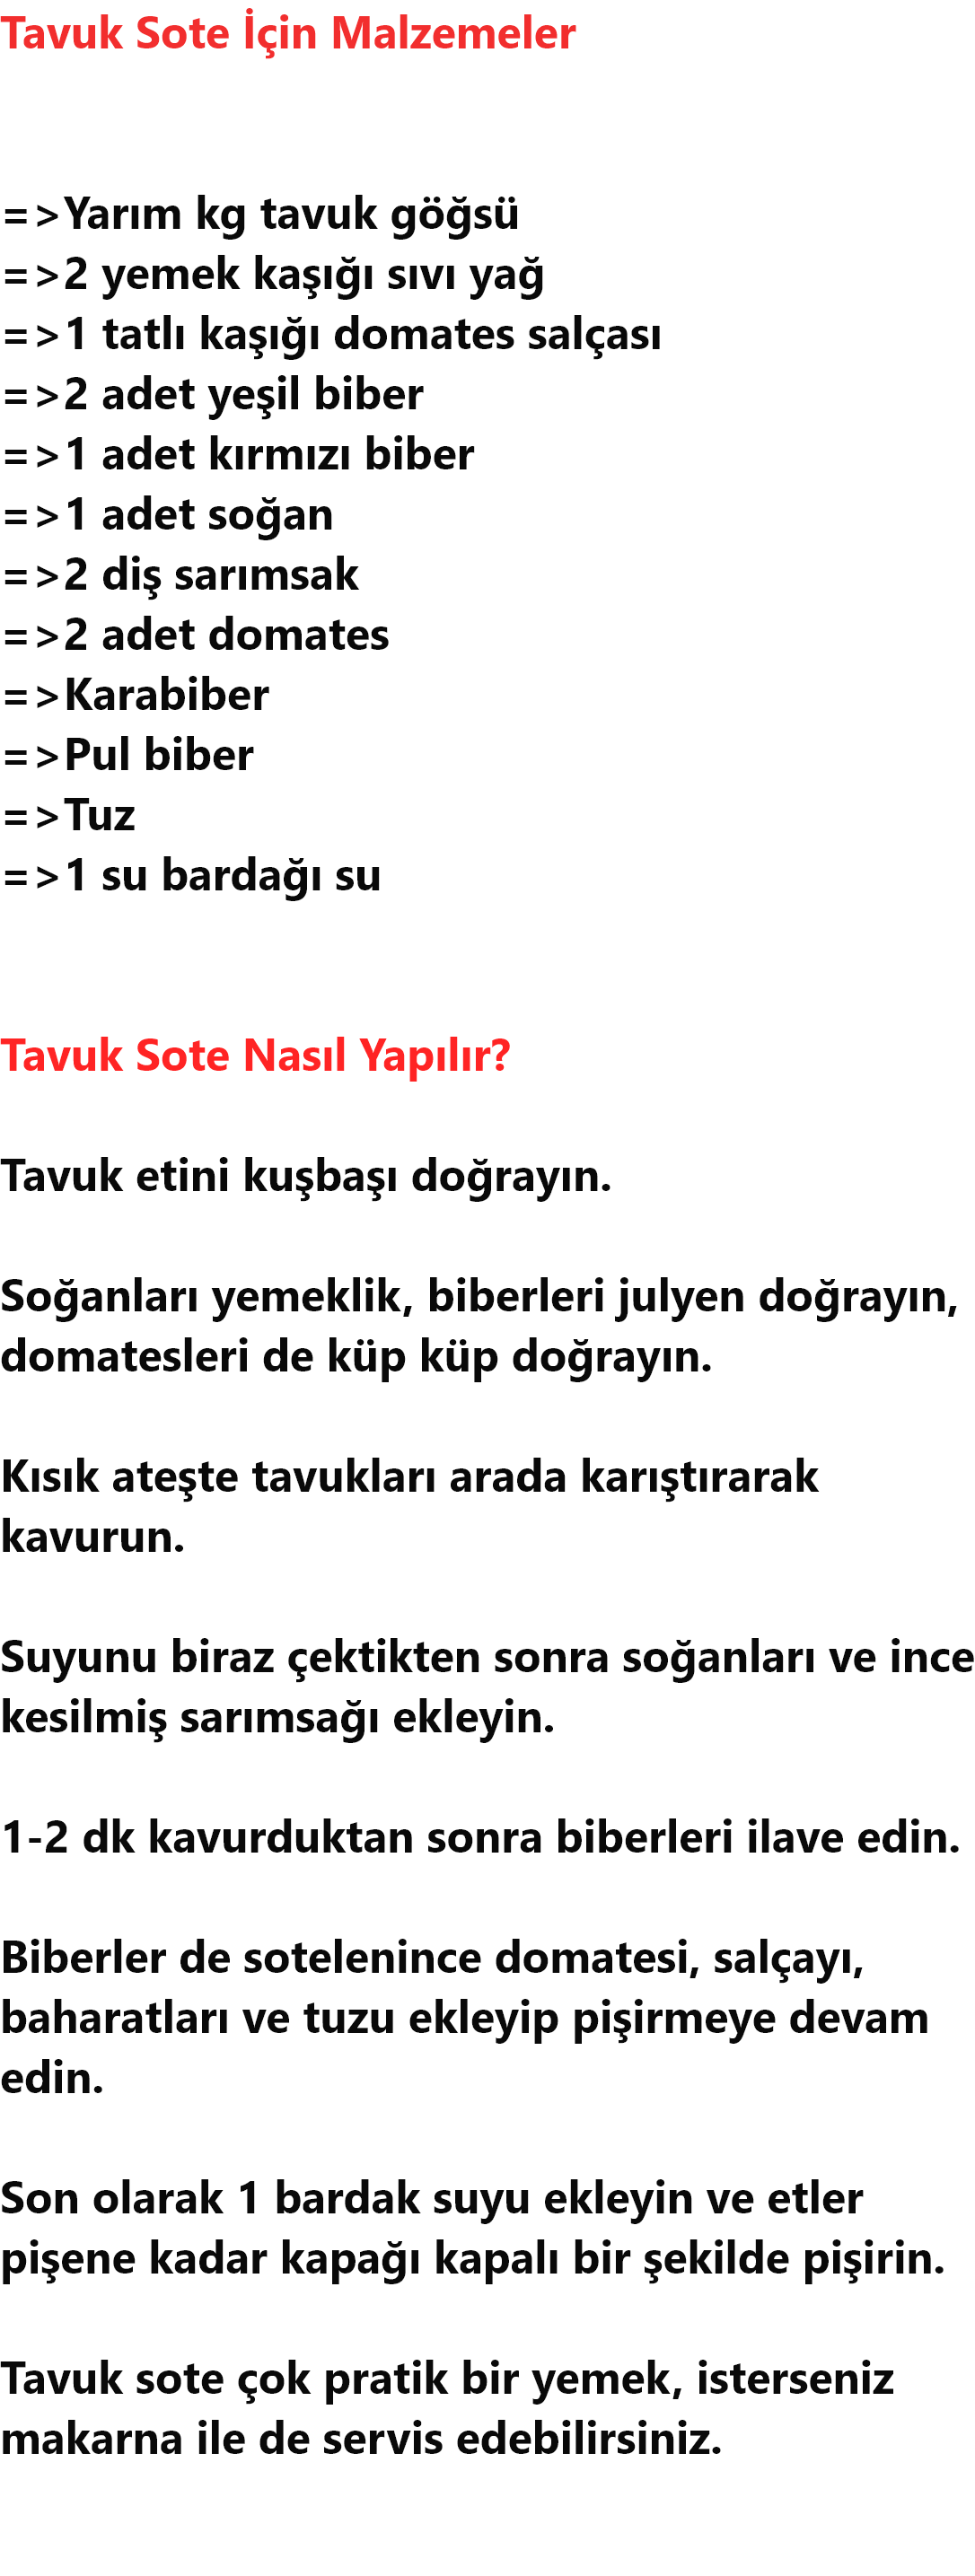 Tavuk Sote İçin Malzemeler
=>Yarım kg tavuk göğsü
=>2 yemek kaşığı sıvı yağ
=>1 tatlı kaşığı domates salçası
=>2 adet yeşil biber
=>1 adet kırmızı biber
=>1 adet soğan
=>2 diş sarımsak
=>2 adet domates
=>Karabiber
=>Pul biber
=>Tuz
=>1 su bardağı su
Tavuk Sote Nasıl Yapılır?
Tavuk etini kuşbaşı doğrayın.
Soğanları yemeklik, biberleri julyen doğrayın,
domatesleri de küp küp doğrayın.
Kısık ateşte tavukları arada karıştırarak
kavurun.
Suyunu biraz çektikten sonra soğanları ve ince
kesilmiş sarımsağı ekleyin.
1-2 dk kavurduktan sonra biberleri ilave edin.
Biberler de sotelenince domatesi, salçayı,
baharatları ve tuzu ekleyip pişirmeye devam
edin.
Son olarak 1 bardak suyu ekleyin ve etler
pişene kadar kapağı kapalı bir şekilde pişirin.
Tavuk sote çok pratik bir yemek, isterseniz
makarna ile de servis edebilirsiniz.